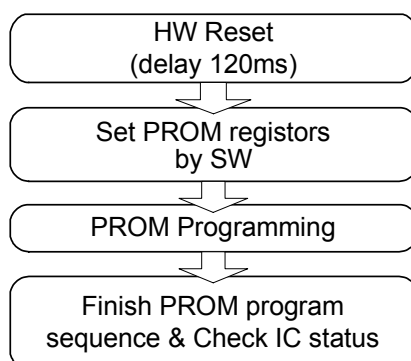 HW Reset
(delay 120ms)
Set PROM registors
by SW
PROM Programming
Finish PROM program
sequence & Check IC status